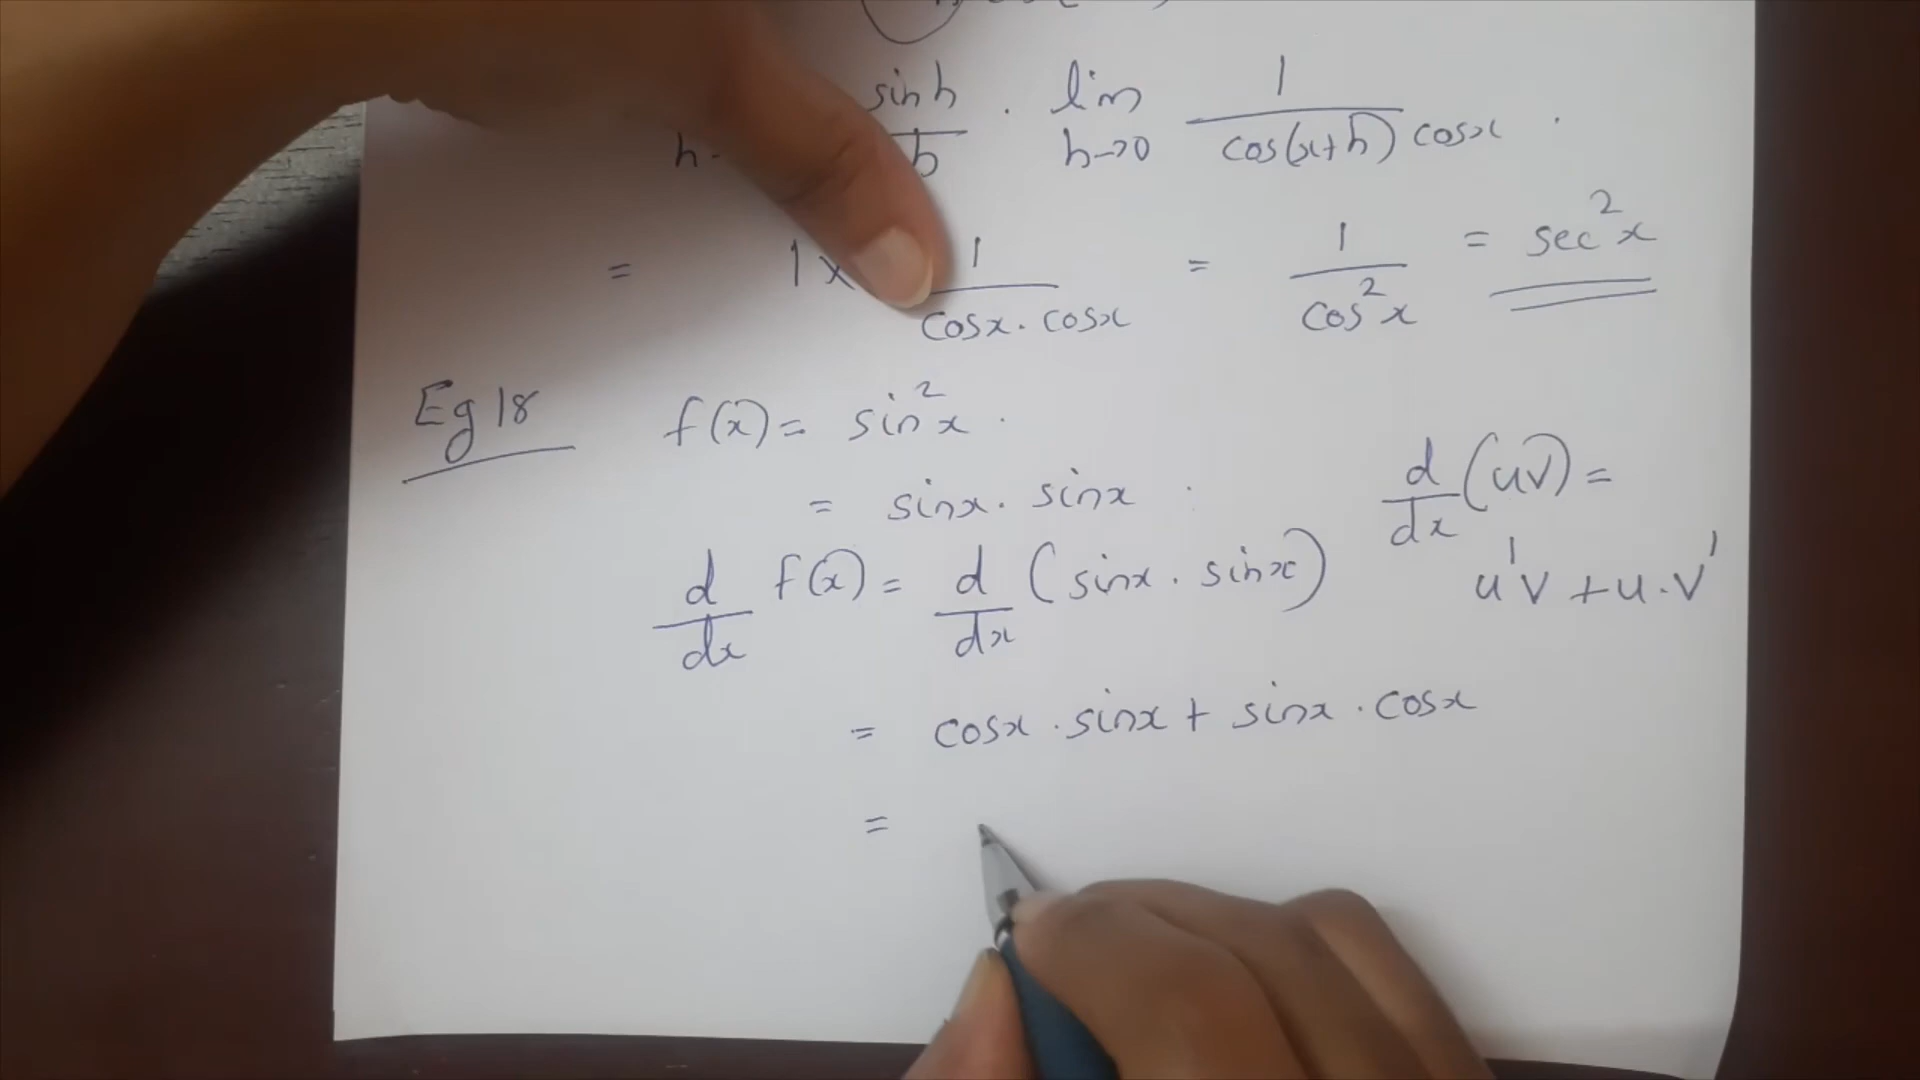 h- sinh/h . lim h→0 1/cos(x+h) cosx .
= 1 x 1/cosx. cosx = 1/cos²x = sec²x
Eg 18 f(x) = sin²x .
= sinx. sinx .
d/dx (uv) =
u'v + u.v'
d/dx f(x) = d/dx (sinx . sinx)
= cosx . sinx + sinx . cosx
=